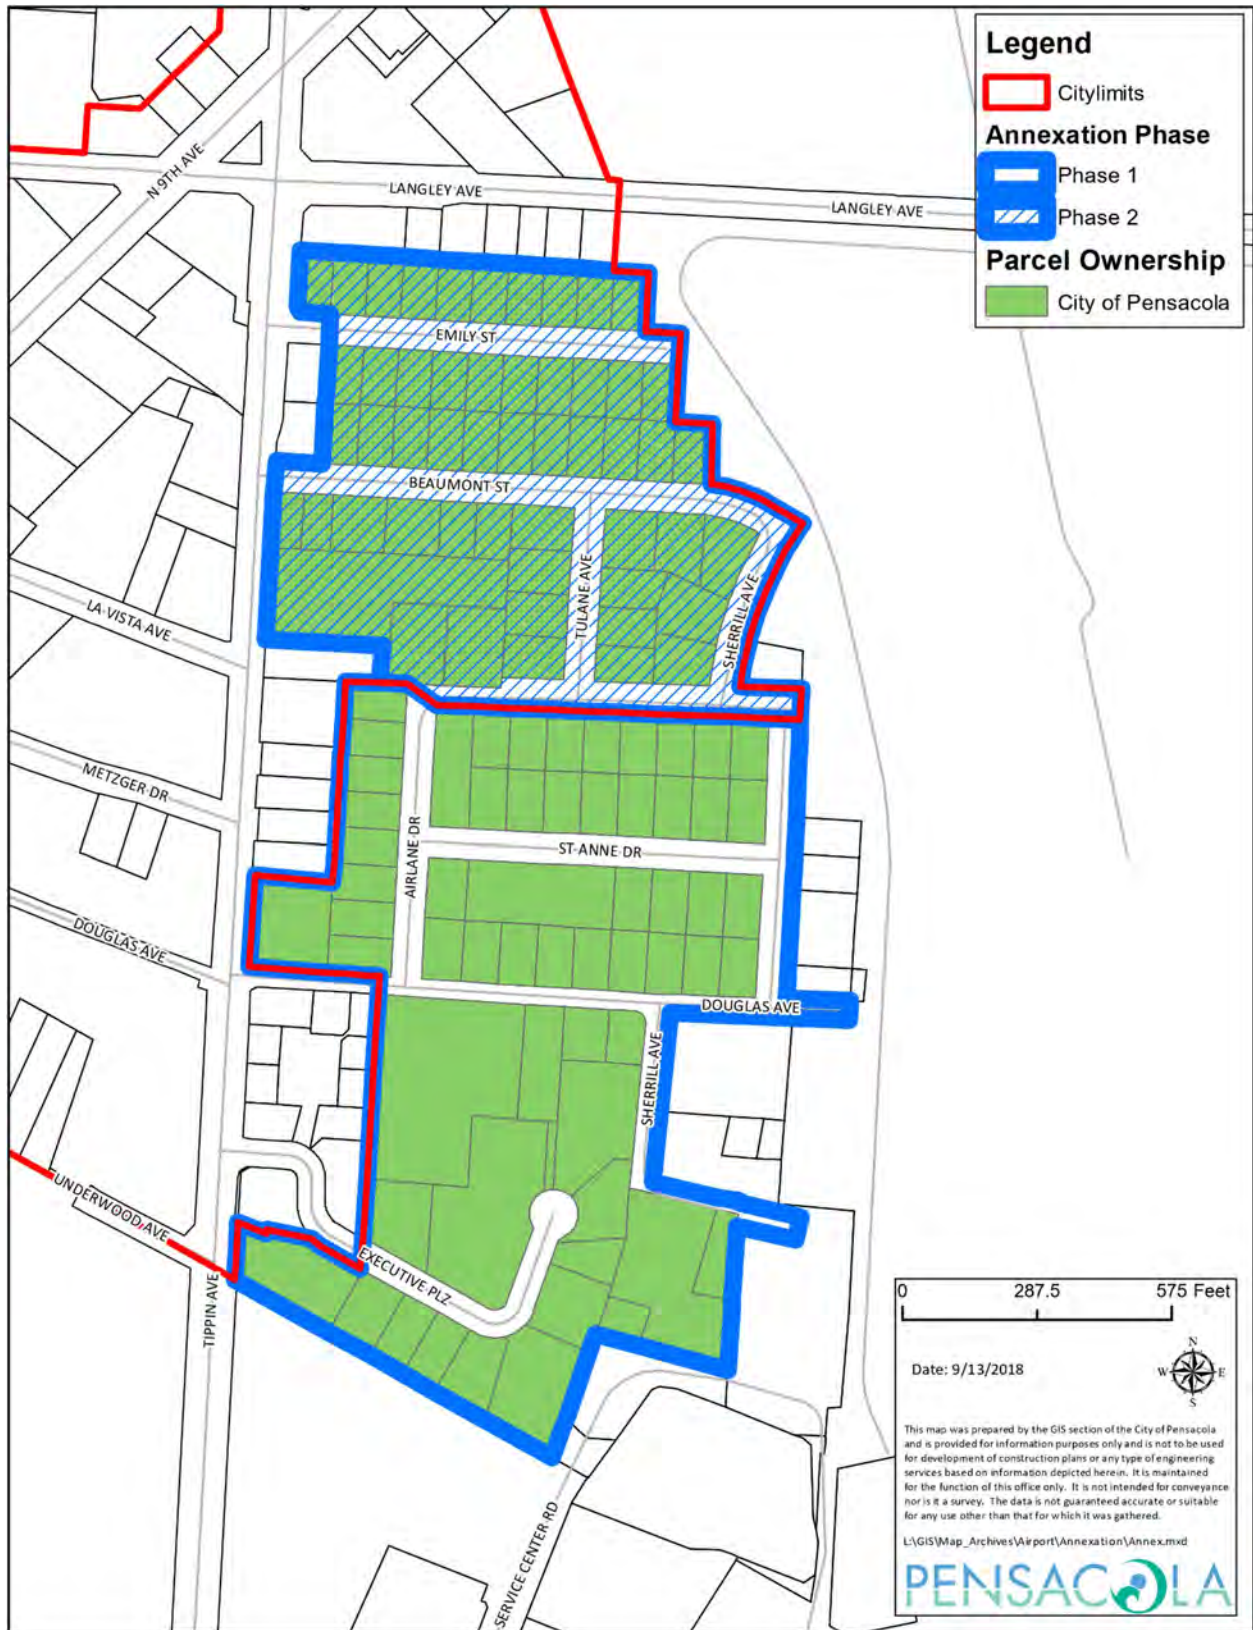 Legend
Citylimits
Annexation Phase
Phase 1
Phase 2
Parcel Ownership
City of Pensacola
N 9TH AVE
LANGLEY AVE
LANGLEY AVE
EMILY ST
BEAUMONT ST
TULANE AVE
SHERRILL AVE
LA VISTA AVE
METZGER DR
AIRLANE DR
ST ANNE DR
DOUGLAS AVE
DOUGLAS AVE
SHERRILL AVE
UNDERWOOD AVE
EXECUTIVE PLZ
TIPPIN AVE
SERVICE CENTER RD
0 287.5 575 Feet
Date: 9/13/2018
N
W E
S
This map was prepared by the GIS section of the City of Pensacola
and is provided for information purposes only and is not to be used
for development of construction plans or any type of engineering
services based on information depicted herein. It is maintained
for the function of this office only. It is not intended for conveyance
nor is it a survey. The data is not guaranteed accurate or suitable
for any use other than that for which it was gathered.
L:\GIS\Map_Archives\Airport\Annexation\Annex.mxd
PENSACOLA